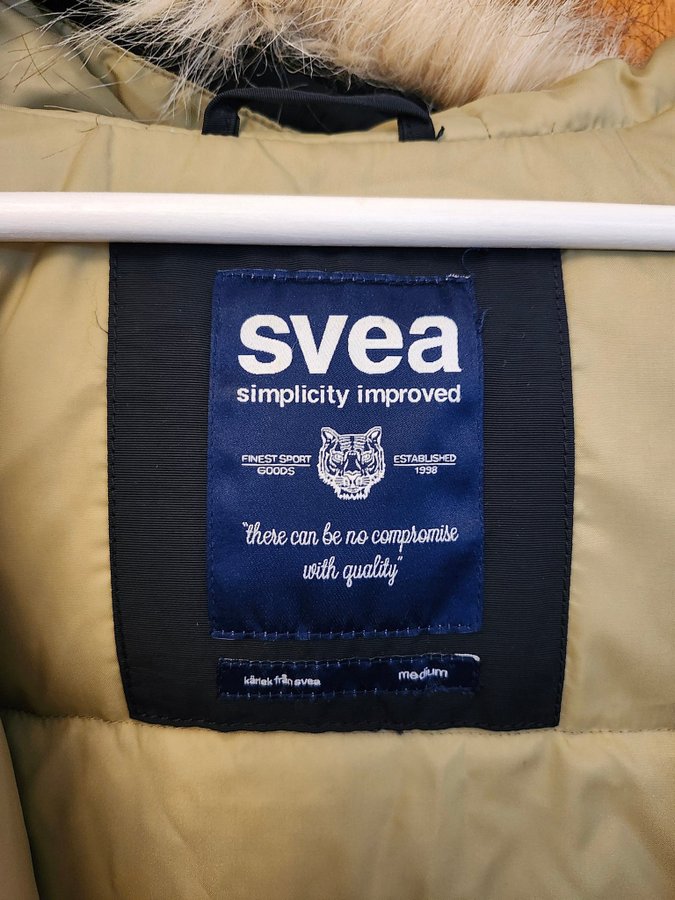 svea
simplicity improved
FINEST SPORT GOODS
ESTABLISHED 1998
"there can be no compromise
with quality"
kärlek från svea
medium